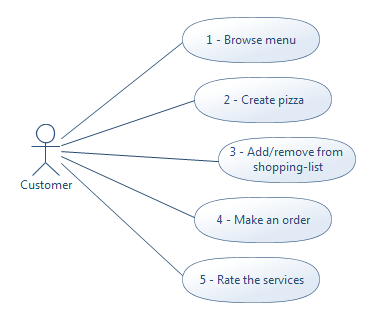 1 - Browse menu
2 - Create pizza
3 - Add/remove from
shopping-list
Customer
4 - Make an order
5 - Rate the services